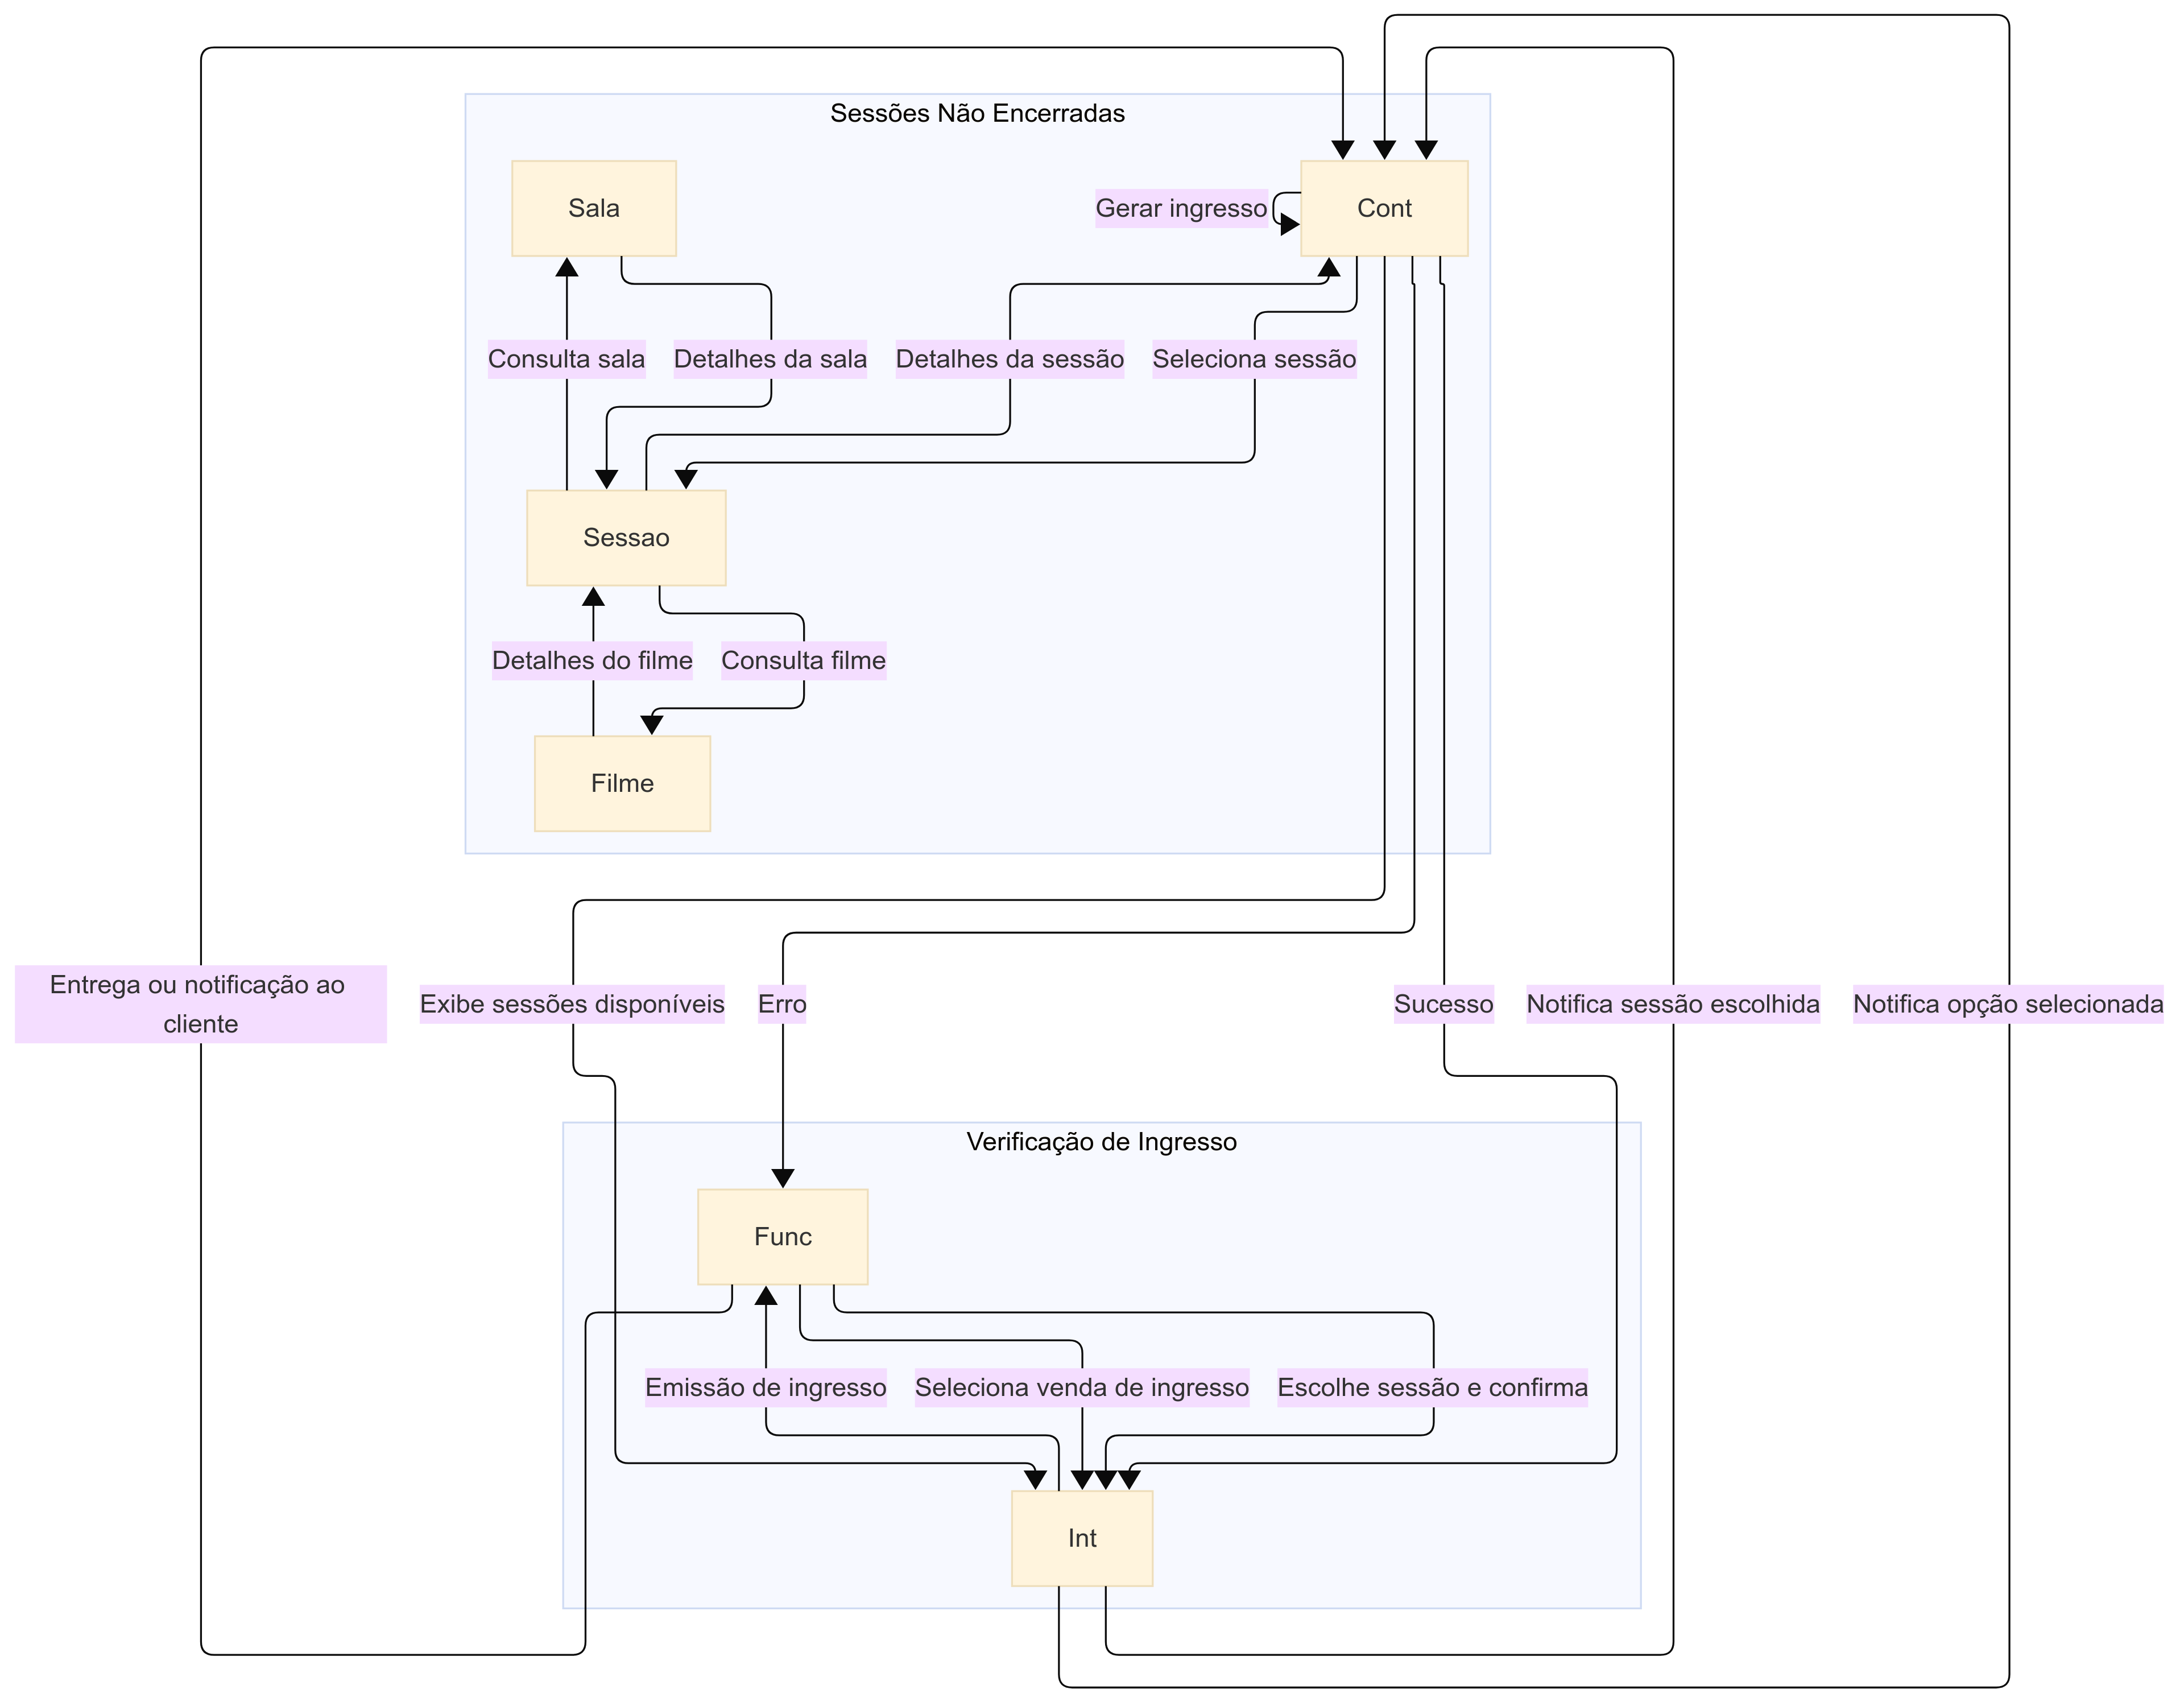 Sessões Não Encerradas
Sala
Cont
Gerar ingresso
Consulta sala
Detalhes da sala
Detalhes da sessão
Seleciona sessão
Sessao
Detalhes do filme
Consulta filme
Filme
Entrega ou notificação ao
cliente
Exibe sessões disponíveis
Erro
Sucesso
Notifica sessão escolhida
Notifica opção selecionada
Verificação de Ingresso
Func
Emissão de ingresso
Seleciona venda de ingresso
Escolhe sessão e confirma
Int